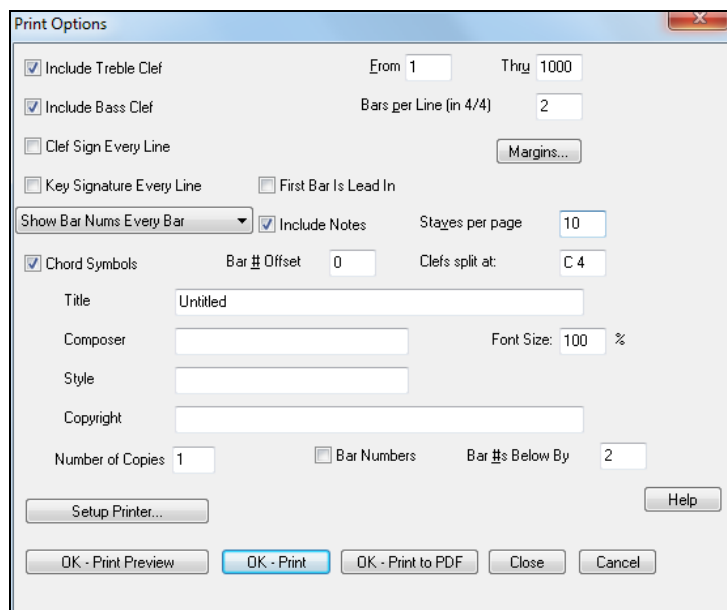 Print Options
Include Treble Clef From 1 Thru 1000
Include Bass Clef Bars per Line (in 4/4) 2
Clef Sign Every Line Margins...
Key Signature Every Line First Bar Is Lead In
Show Bar Nums Every Bar Include Notes Staves per page 10
Chord Symbols Bar # Offset 0 Clefs split at: C 4
Title Untitled
Composer Font Size: 100 %
Style
Copyright
Number of Copies 1 Bar Numbers Bar #s Below By 2
Help
Setup Printer...
OK - Print Preview OK - Print OK - Print to PDF Close Cancel